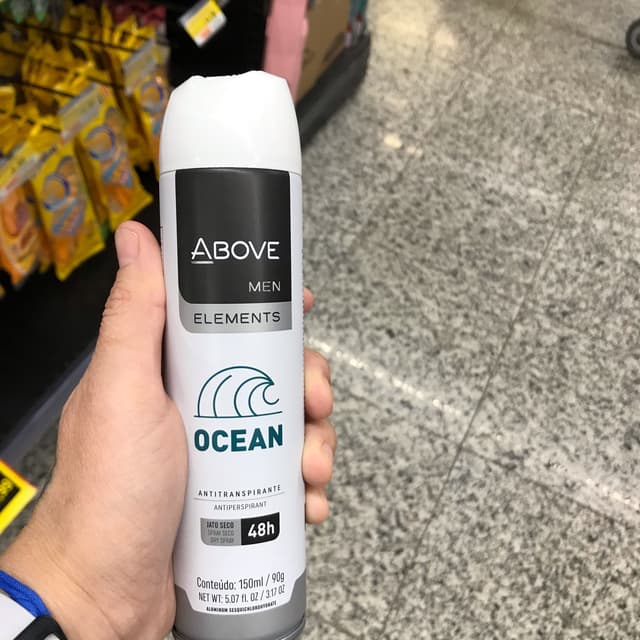 ABOVE
MEN
ELEMENTS
OCEAN
ANTITRANSPIRANTE
ANTIPERSPIRANT
JATO SECO
SPRAY SECO
DRY SPRAY
48h
Conteúdo: 150ml / 90g
NET WT: 5.07 fl. OZ / 3.17 OZ
ALUMINUM SESQUICHLOROHYDRATE